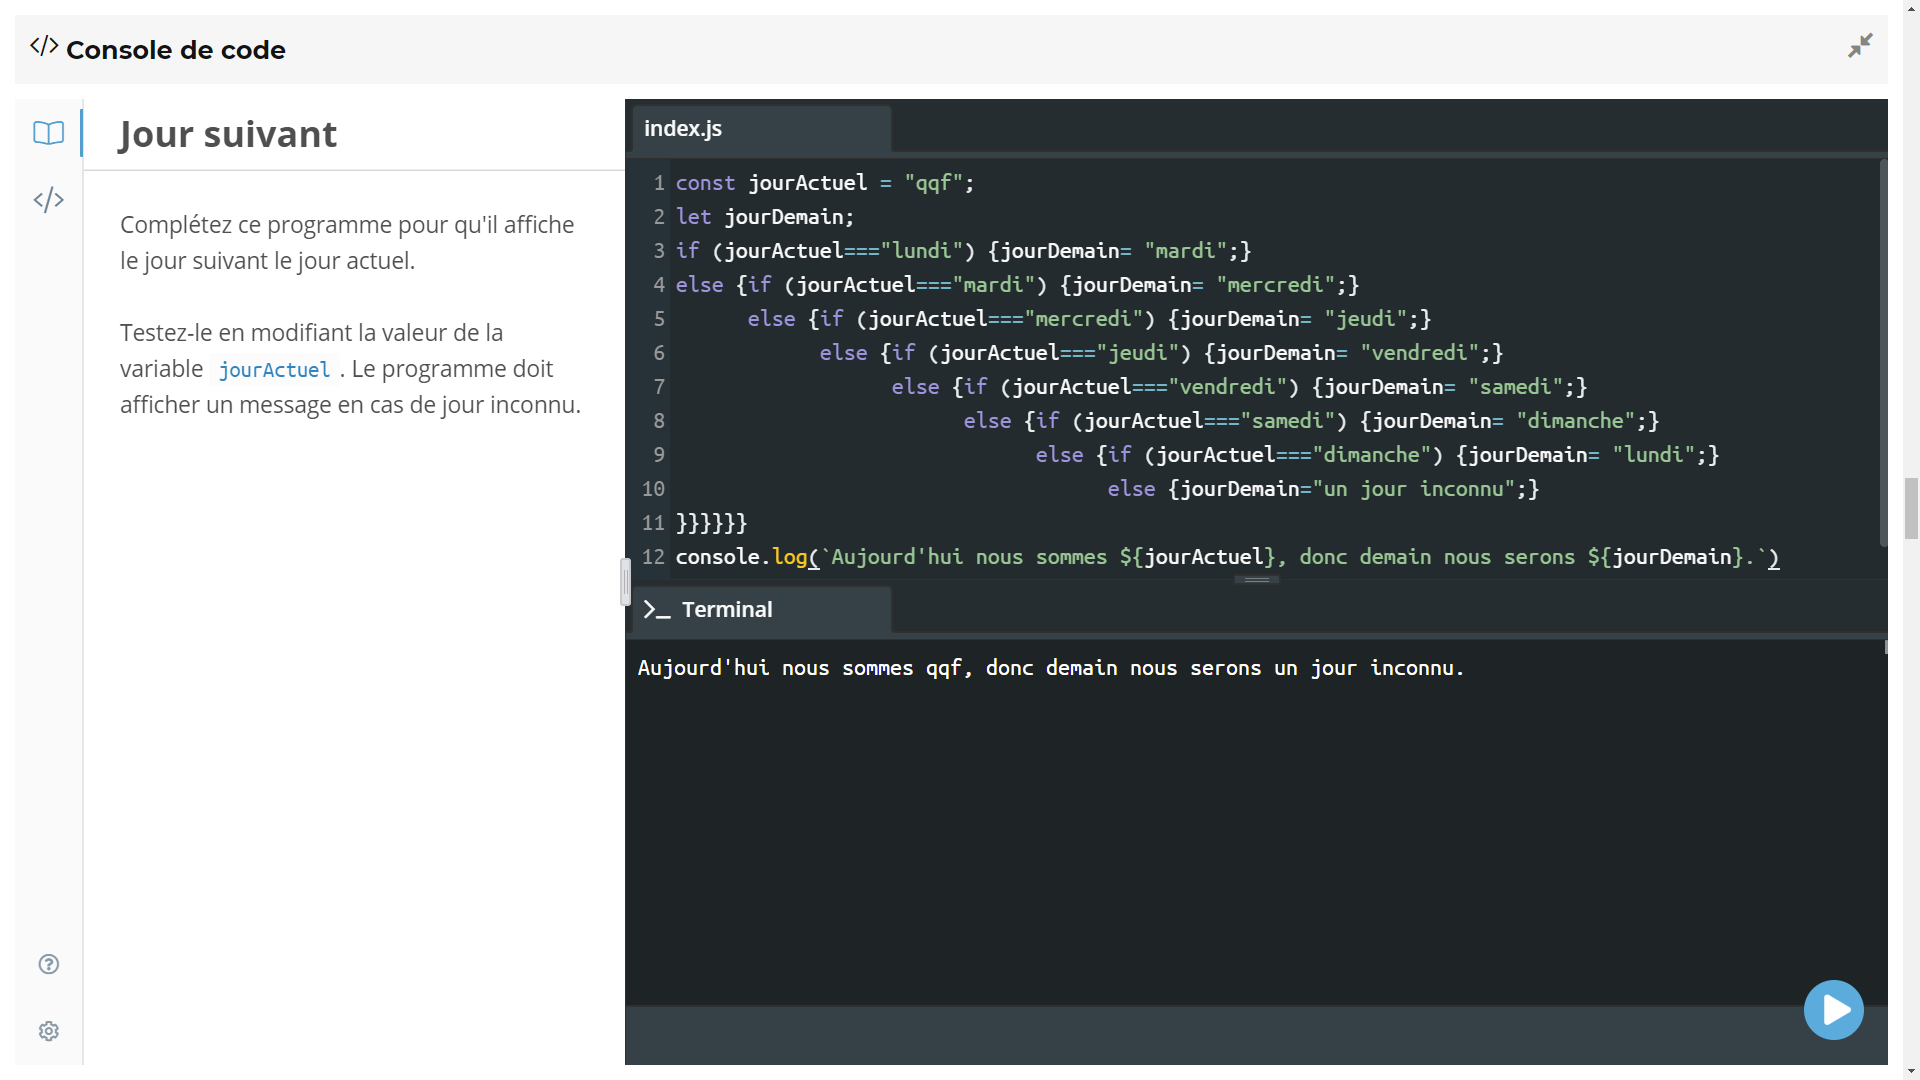 </> Console de code
Jour suivant
Complétez ce programme pour qu'il affiche
le jour suivant le jour actuel.
Testez-le en modifiant la valeur de la
variable jourActuel . Le programme doit
afficher un message en cas de jour inconnu.
index.js
1 const jourActuel = "qqf";
2 let jourDemain;
3 if (jourActuel==="lundi") {jourDemain= "mardi";}
4 else {if (jourActuel==="mardi") {jourDemain= "mercredi";}
5 else {if (jourActuel==="mercredi") {jourDemain= "jeudi";}
6 else {if (jourActuel==="jeudi") {jourDemain= "vendredi";}
7 else {if (jourActuel==="vendredi") {jourDemain= "samedi";}
8 else {if (jourActuel==="samedi") {jourDemain= "dimanche";}
9 else {if (jourActuel==="dimanche") {jourDemain= "lundi";}
10 else {jourDemain="un jour inconnu";}
11 }}}}}}
12 console.log(`Aujourd'hui nous sommes ${jourActuel}, donc demain nous serons ${jourDemain}.`)
>_ Terminal
Aujourd'hui nous sommes qqf, donc demain nous serons un jour inconnu.